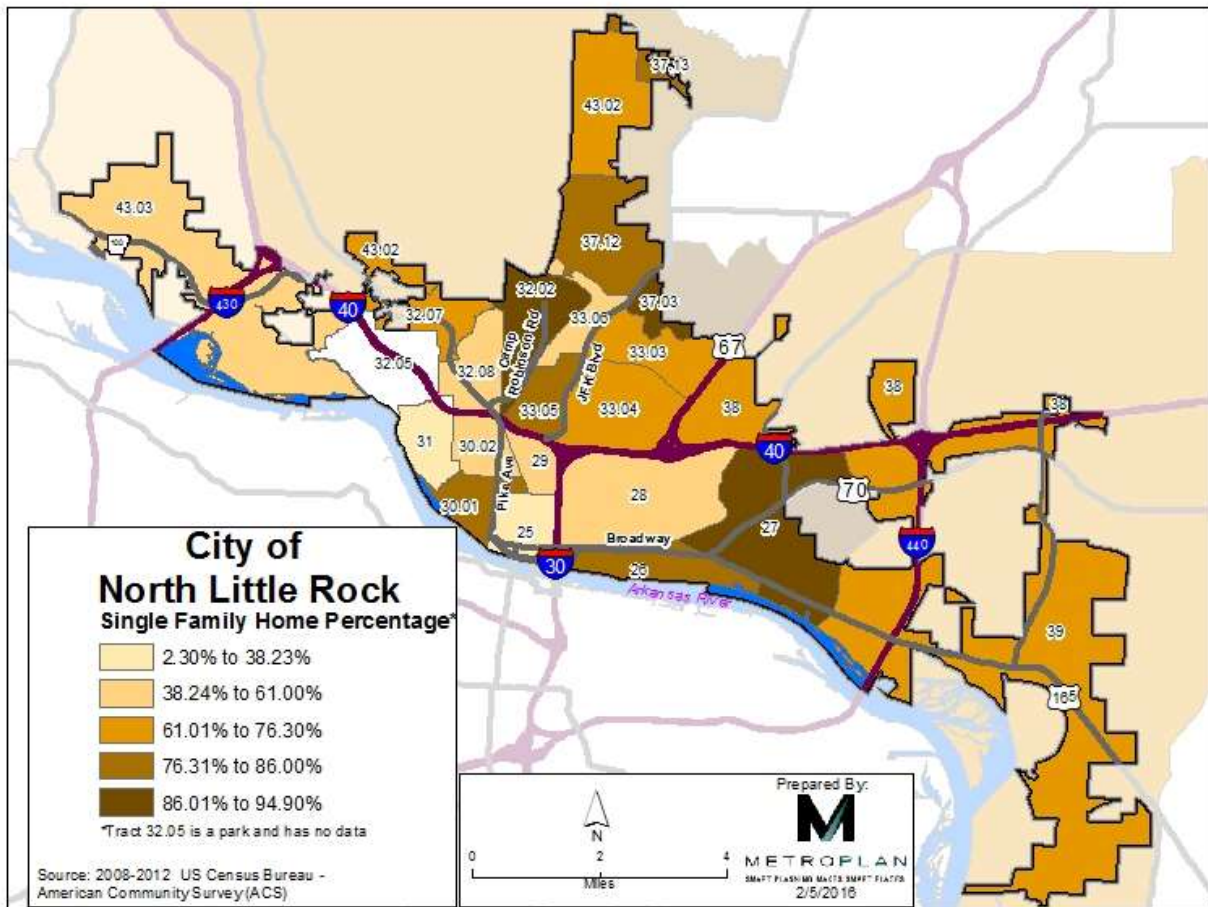 37.13
43.02
43.03
100
43.02
37.12
430
40
32.07
32.02
37.03
33.06
Camp
Robinson Rd
JFK Blvd
33.03
67
32.05
32.08
33.05
33.04
38
38
38
31
30.02
29
40
28
70
30.01
Pike Ave
25
27
Broadway
440
30
26
Arkansas River
39
165
City of
North Little Rock
Single Family Home Percentage*
2.30% to 38.23%
38.24% to 61.00%
61.01% to 76.30%
76.31% to 86.00%
86.01% to 94.90%
*Tract 32.05 is a park and has no data
Source: 2008-2012 US Census Bureau -
American Community Survey (ACS)
N
0 2 4
Miles
Prepared By:
M
METROPLAN
SMART PLANNING MAKES SMART PLACES
2/5/2016